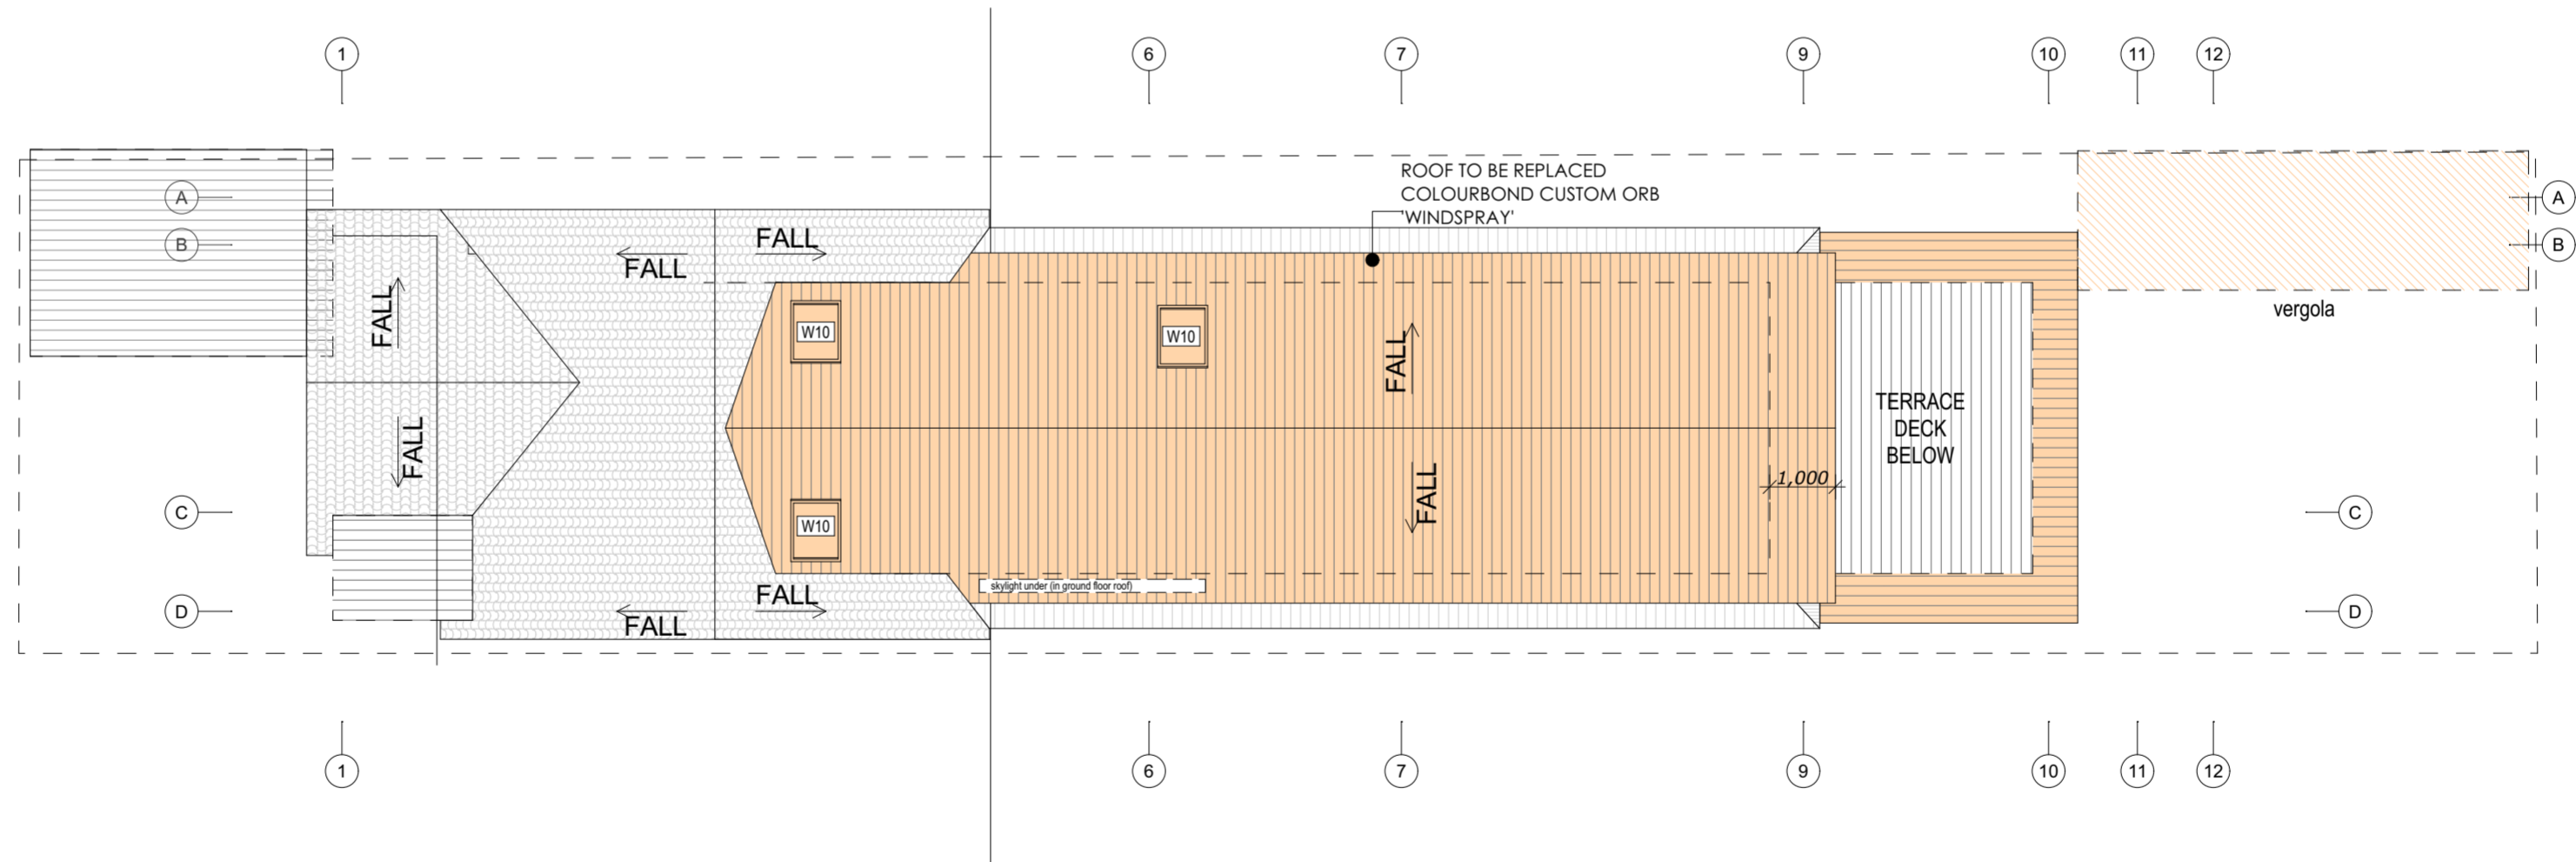 1
6
7
9
10
11
12
ROOF TO BE REPLACED
COLOURBOND CUSTOM ORB
'WINDSPRAY'
A
A
B
B
FALL
FALL
vergola
FALL
W10
W10
FALL
TERRACE
DECK
BELOW
FALL
FALL
1,000
C
C
W10
skylight under (in ground floor roof)
FALL
FALL
D
D
1
6
7
9
10
11
12